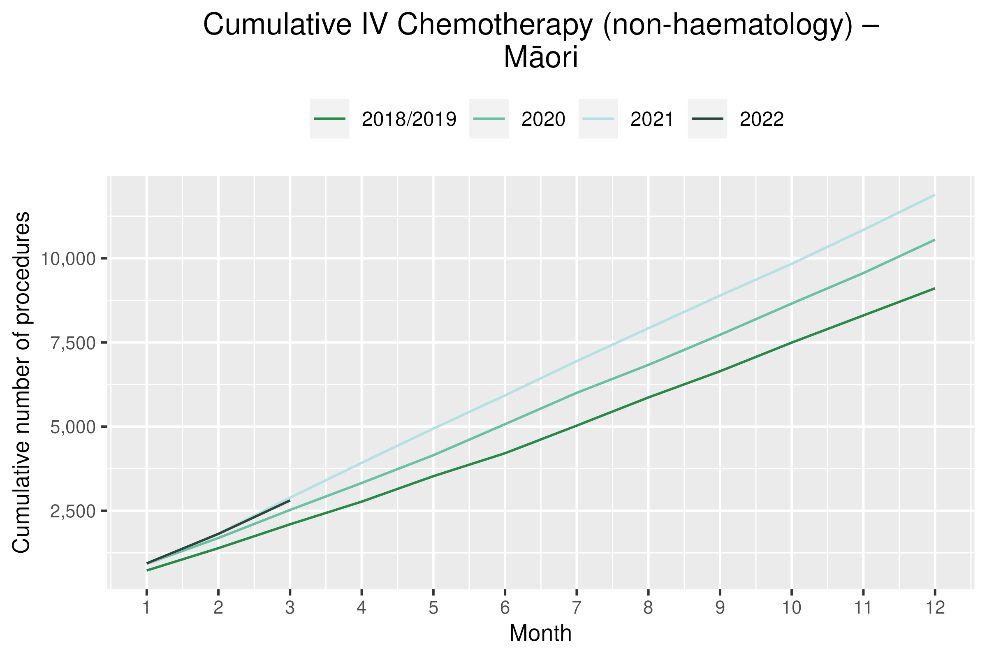 Cumulative IV Chemotherapy (non-haematology) –
Māori
2018/2019 2020 2021 2022
Cumulative number of procedures
10,000
7,500
5,000
2,500
1 2 3 4 5 6 7 8 9 10 11 12
Month